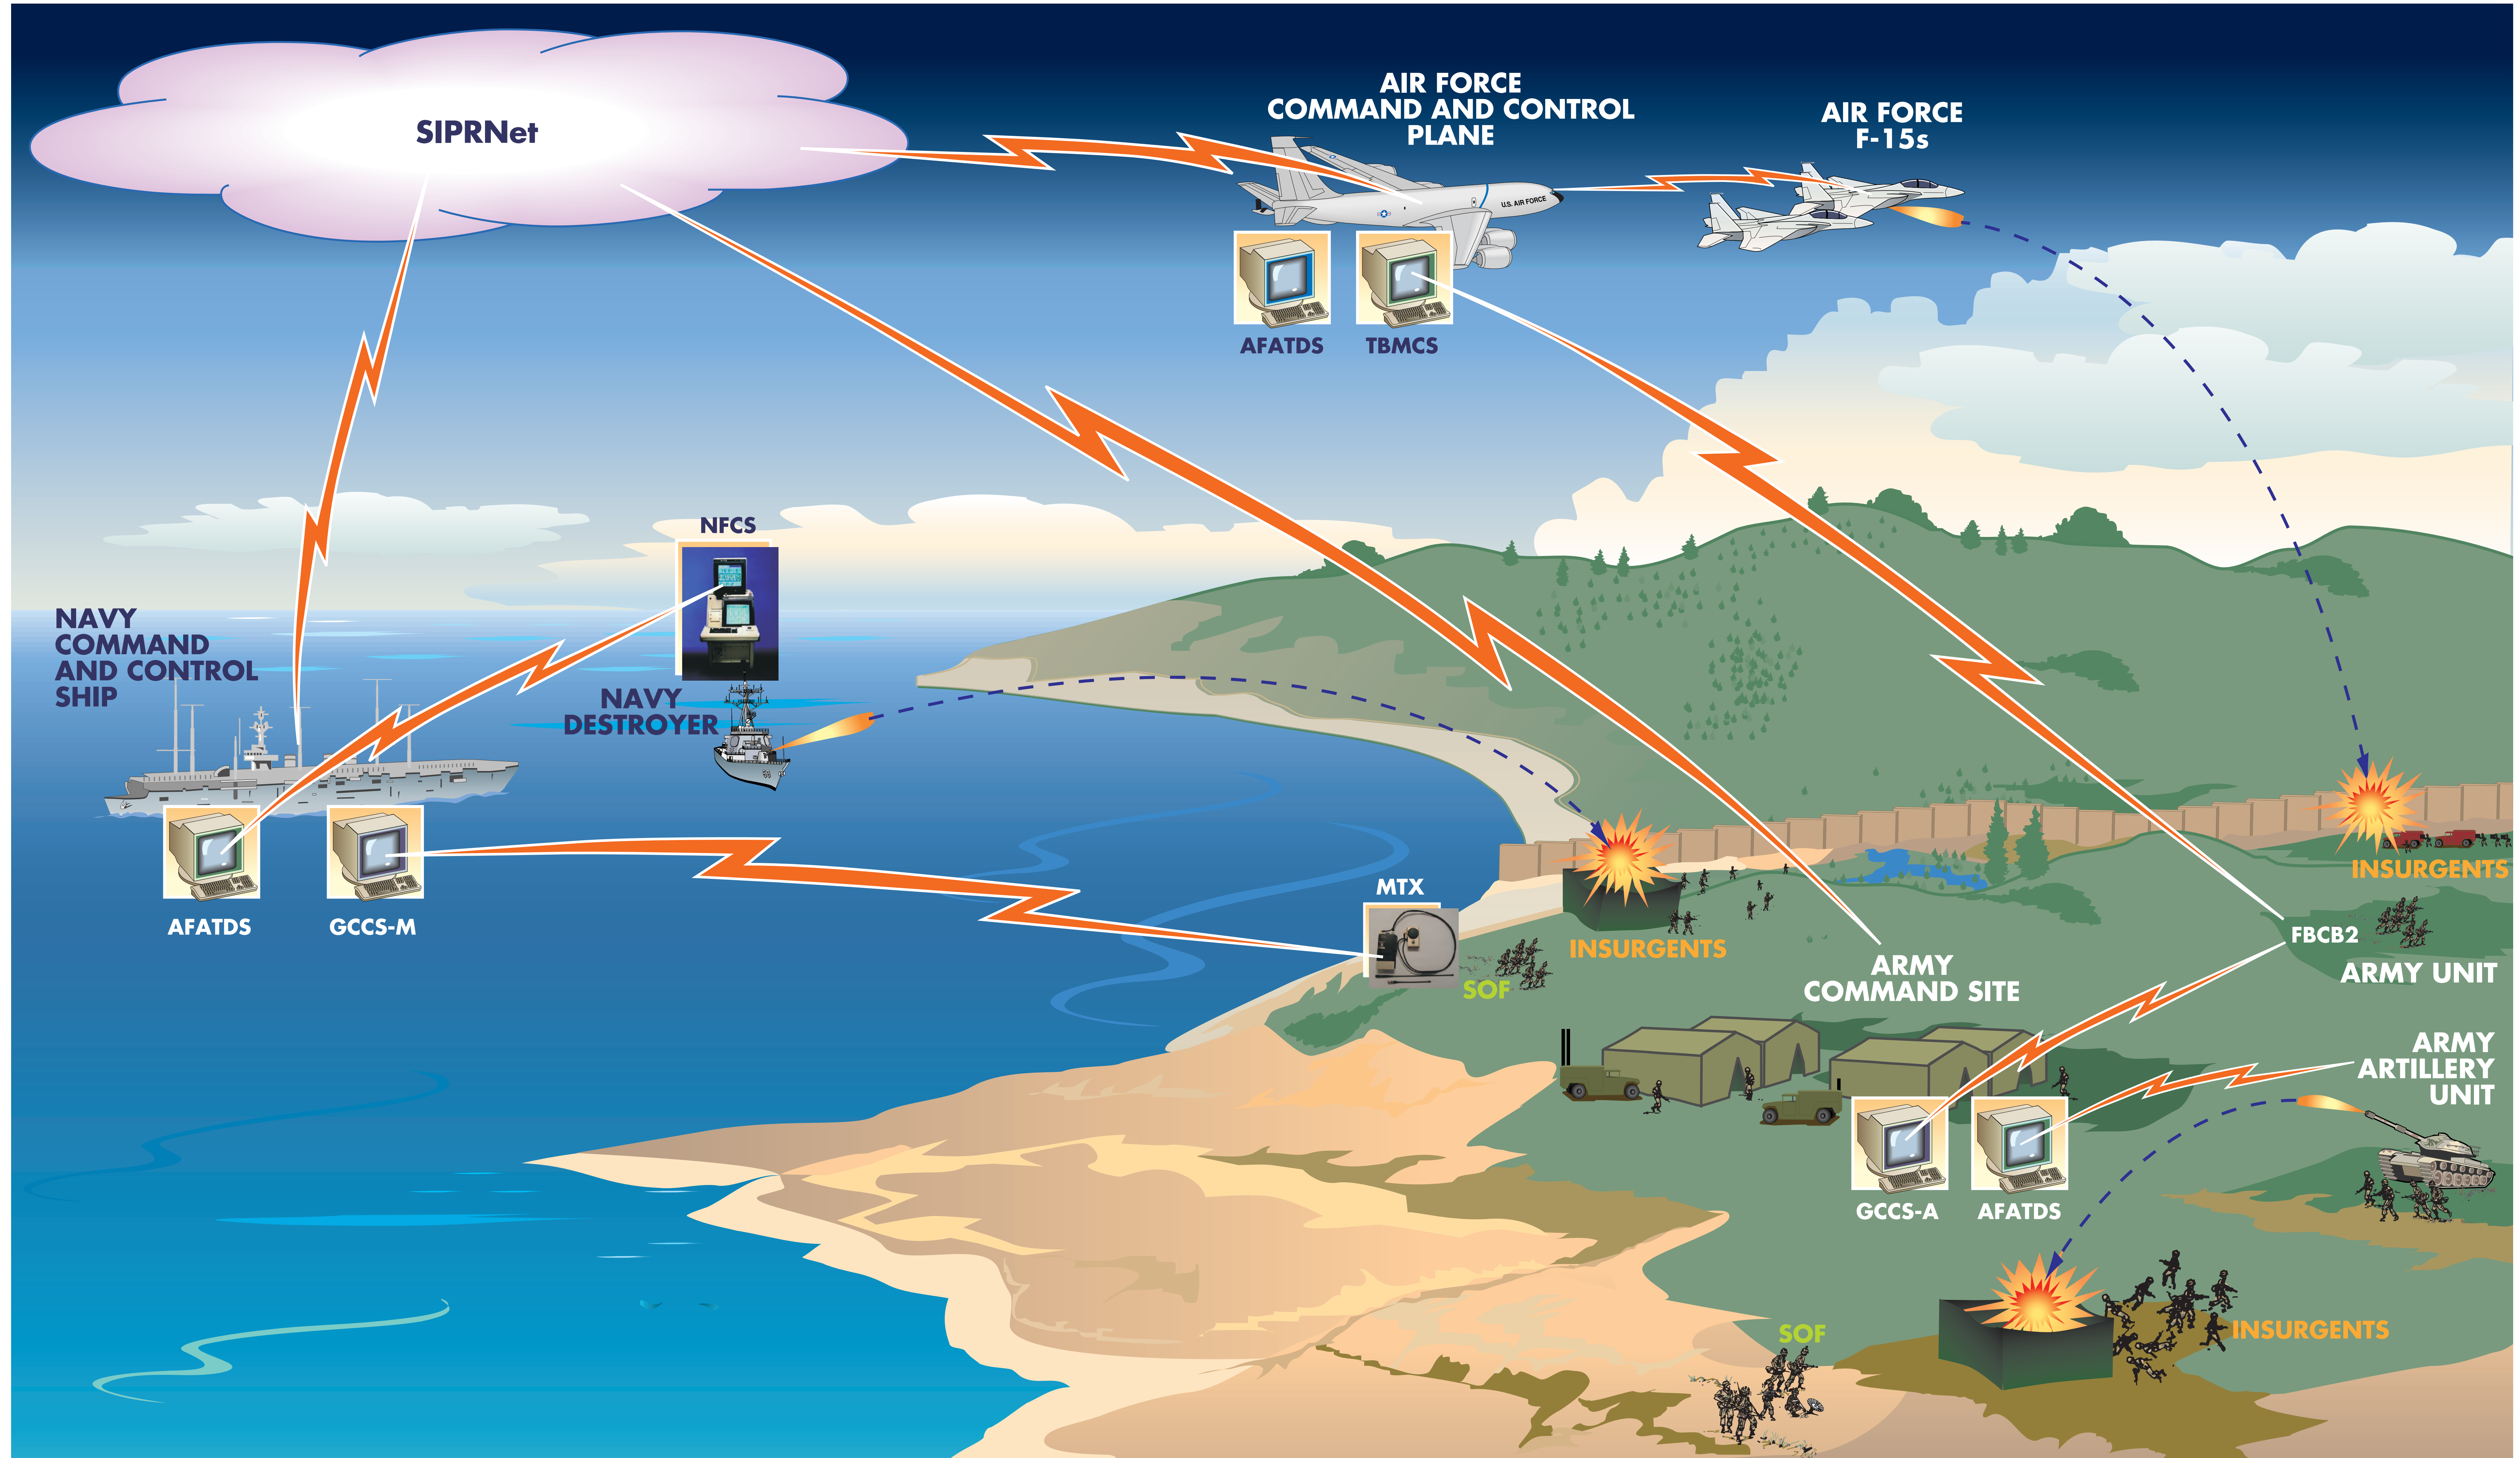 SIPRNet
AIR FORCE
COMMAND AND CONTROL
PLANE
AIR FORCE
F-15s
U.S. AIR FORCE
AFATDS
TBMCS
NFCS
NAVY
COMMAND
AND CONTROL
SHIP
NAVY
DESTROYER
AFATDS
GCCS-M
MTX
SOF
INSURGENTS
INSURGENTS
ARMY
COMMAND SITE
FBCB2
ARMY UNIT
ARMY
ARTILLERY
UNIT
GCCS-A
AFATDS
SOF
INSURGENTS